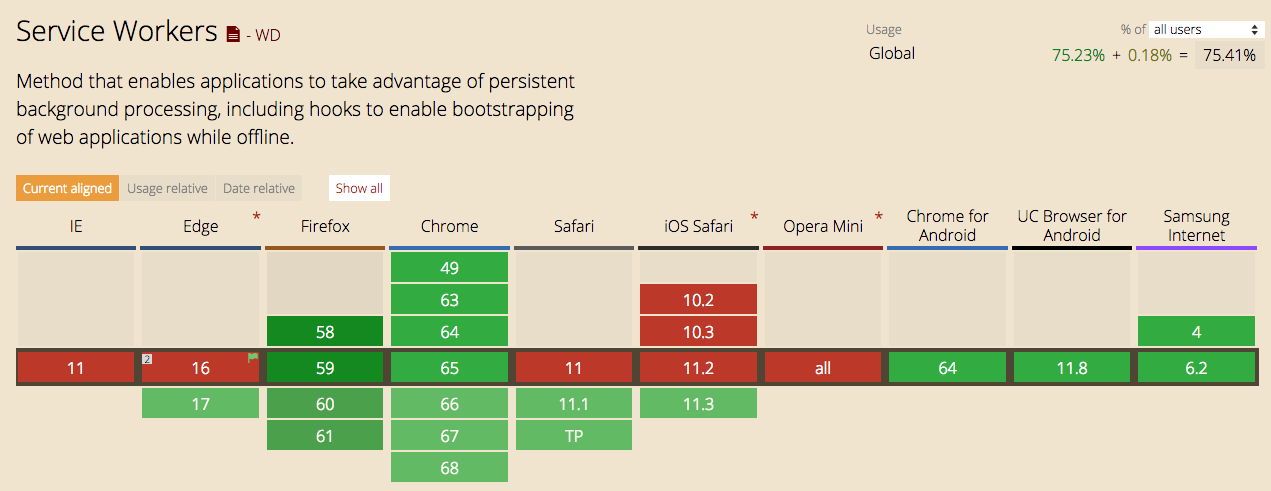 Service Workers - WD
Usage % of all users
Global 75.23% + 0.18% = 75.41%
Method that enables applications to take advantage of persistent
background processing, including hooks to enable bootstrapping
of web applications while offline.
Current aligned Usage relative Date relative Show all
IE Edge * Firefox Chrome Safari iOS Safari * Opera Mini * Chrome for Android UC Browser for Android Samsung Internet
49
63 10.2
58 64 10.3 4
11 2 16 59 65 11 11.2 all 64 11.8 6.2
17 60 66 11.1 11.3
61 67 TP
68